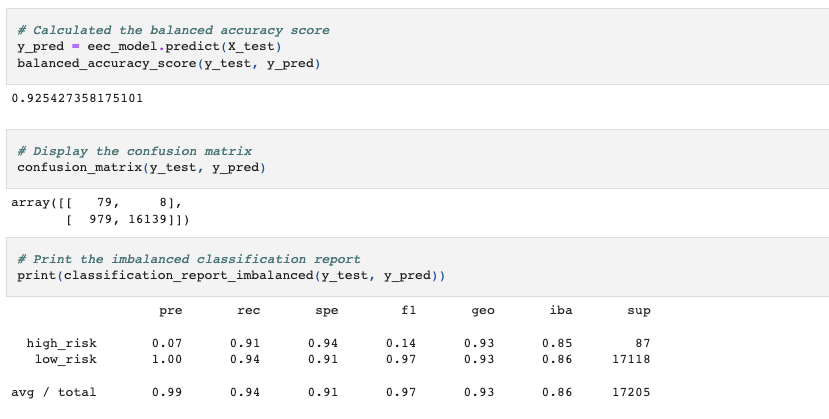 # Calculated the balanced accuracy score
y_pred = eec_model.predict(X_test)
balanced_accuracy_score(y_test, y_pred)
0.925427358175101
# Display the confusion matrix
confusion_matrix(y_test, y_pred)
array([[   79,     8],
       [  979, 16139]])
# Print the imbalanced classification report
print(classification_report_imbalanced(y_test, y_pred))
pre rec spe f1 geo iba sup
high_risk 0.07 0.91 0.94 0.14 0.93 0.85 87
low_risk 1.00 0.94 0.91 0.97 0.93 0.86 17118
avg / total 0.99 0.94 0.91 0.97 0.93 0.86 17205